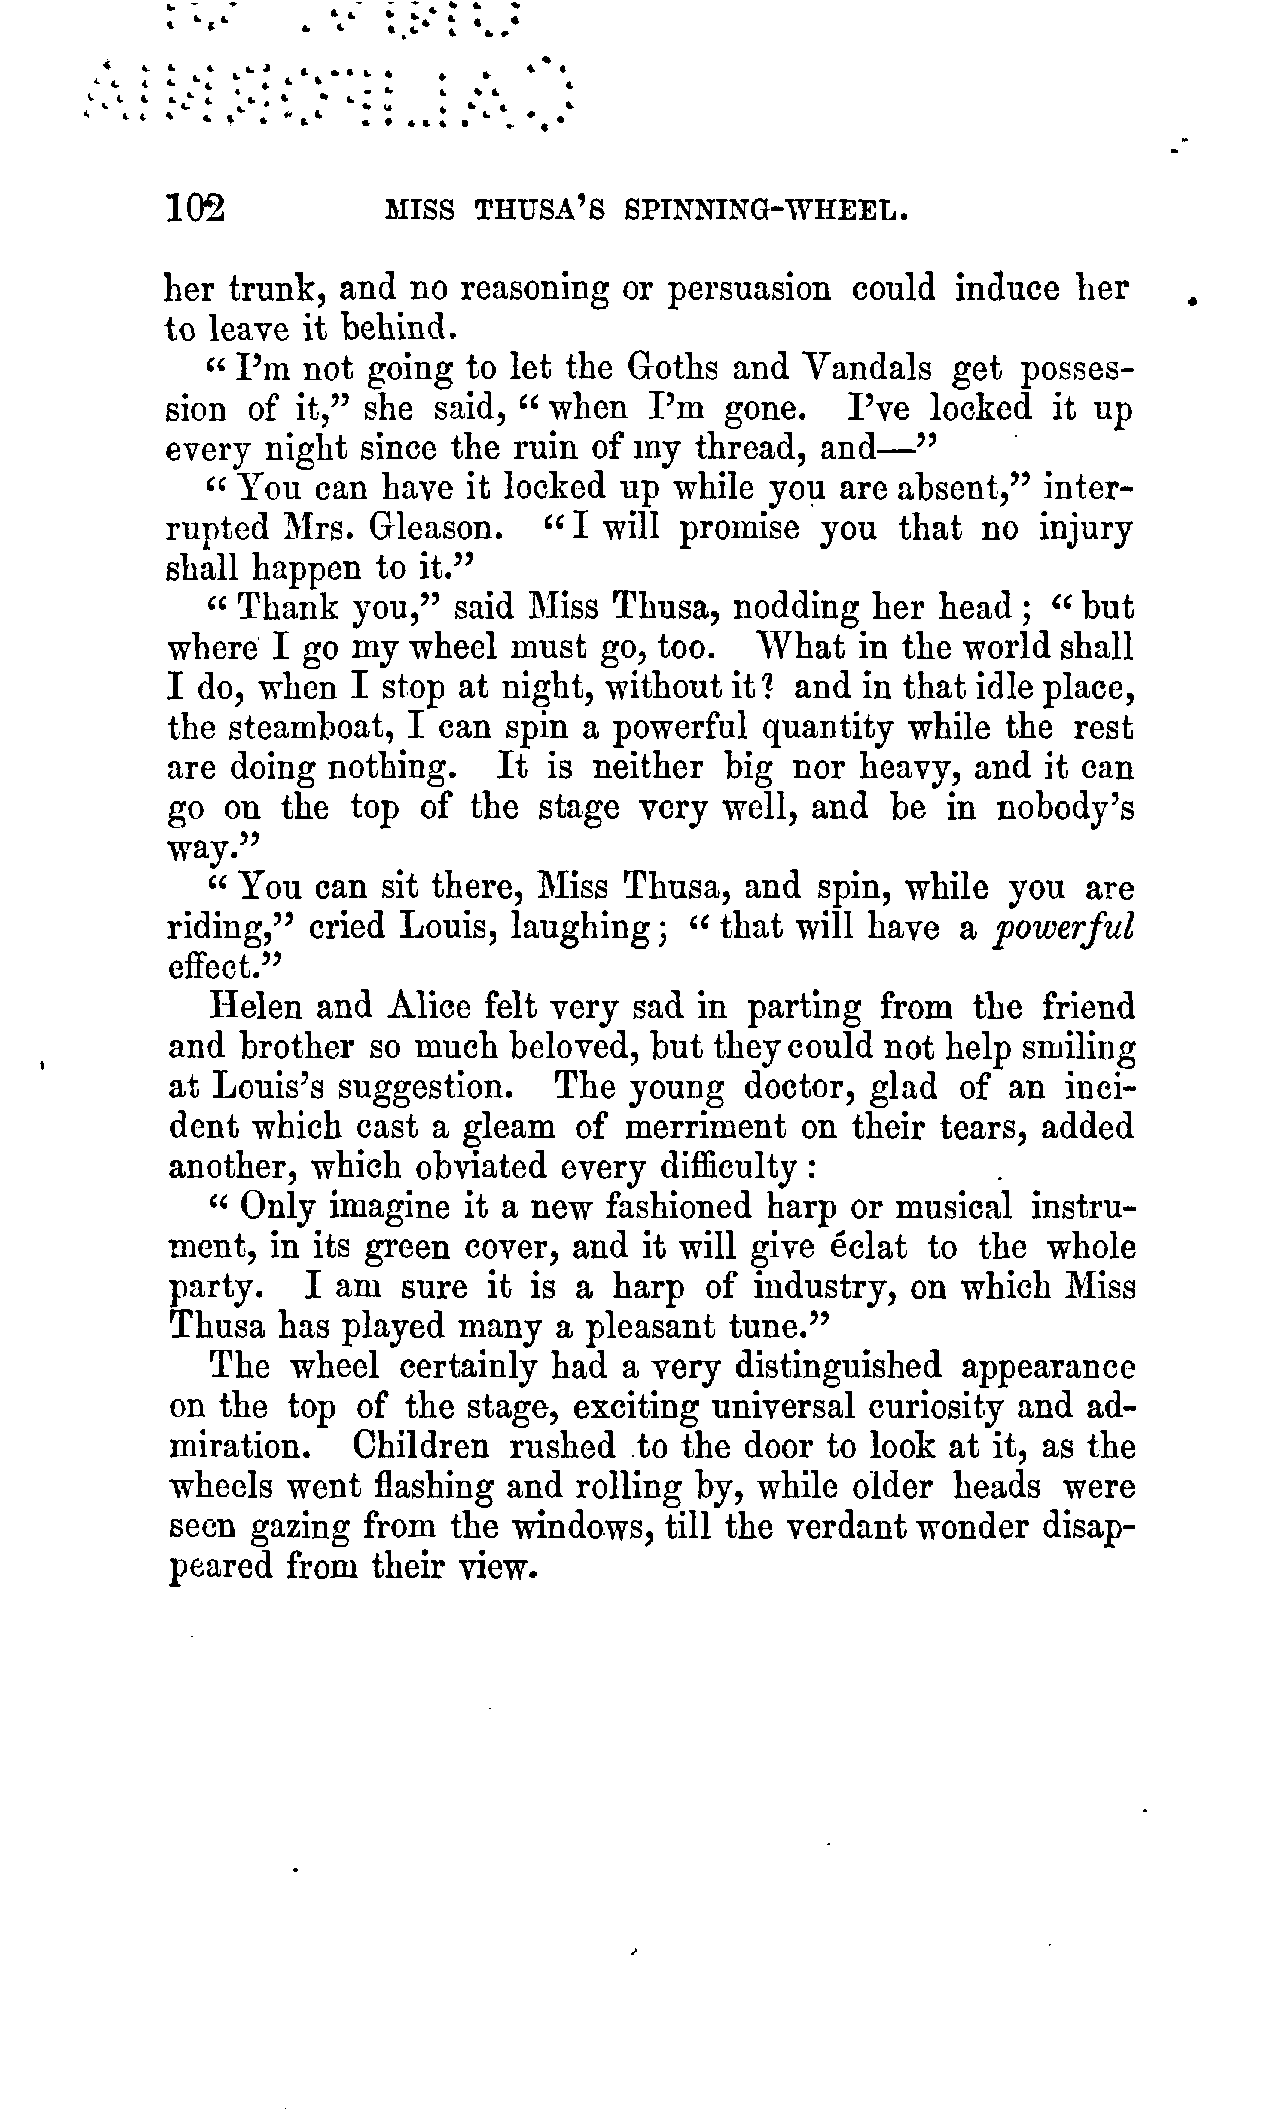 UNIV. OF
CALIFORNIA
102 MISS THUSA'S SPINNING-WHEEL.
her trunk, and no reasoning or persuasion could induce her
to leave it behind.
“ I’m not going to let the Goths and Vandals get posses-
sion of it,” she said, “ when I’m gone. I’ve locked it up
every night since the ruin of my thread, and—”
“ You can have it locked up while you are absent,” inter-
rupted Mrs. Gleason. “ I will promise you that no injury
shall happen to it.”
“ Thank you,” said Miss Thusa, nodding her head ; “ but
where I go my wheel must go, too. What in the world shall
I do, when I stop at night, without it? and in that idle place,
the steamboat, I can spin a powerful quantity while the rest
are doing nothing. It is neither big nor heavy, and it can
go on the top of the stage very well, and be in nobody’s
way.”
“ You can sit there, Miss Thusa, and spin, while you are
riding,” cried Louis, laughing ; “ that will have a powerful
effect.”
Helen and Alice felt very sad in parting from the friend
and brother so much beloved, but they could not help smiling
at Louis’s suggestion. The young doctor, glad of an inci-
dent which cast a gleam of merriment on their tears, added
another, which obviated every difficulty :
“ Only imagine it a new fashioned harp or musical instru-
ment, in its green cover, and it will give éclat to the whole
party. I am sure it is a harp of industry, on which Miss
Thusa has played many a pleasant tune.”
The wheel certainly had a very distinguished appearance
on the top of the stage, exciting universal curiosity and ad-
miration. Children rushed to the door to look at it, as the
wheels went flashing and rolling by, while older heads were
seen gazing from the windows, till the verdant wonder disap-
peared from their view.